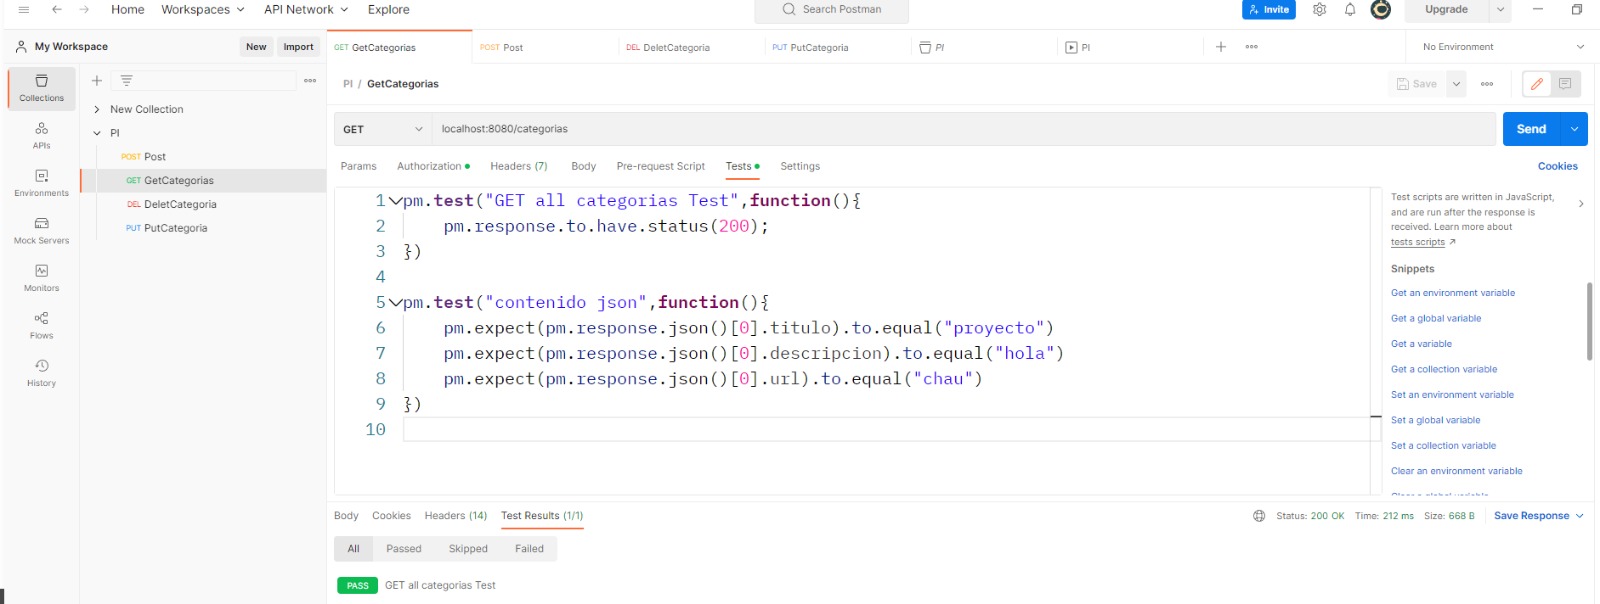 Home Workspaces API Network Explore Search Postman Invite Upgrade
My Workspace New Import GET GetCategorias POST Post DEL DeletCategoria PUT PutCategoria PI PI No Environment
Collections
APIs
Environments
Mock Servers
Monitors
Flows
History
New Collection
PI
POST Post
GET GetCategorias
DEL DeletCategoria
PUT PutCategoria
PI / GetCategorias Save
GET localhost:8080/categorias Send
Params Authorization Headers (7) Body Pre-request Script Tests Settings Cookies
1 pm.test("GET all categorias Test",function(){
2 pm.response.to.have.status(200);
3 })
4
5 pm.test("contenido json",function(){
6 pm.expect(pm.response.json()[0].titulo).to.equal("proyecto")
7 pm.expect(pm.response.json()[0].descripcion).to.equal("hola")
8 pm.expect(pm.response.json()[0].url).to.equal("chau")
9 })
10
Test scripts are written in JavaScript,
and are run after the response is
received. Learn more about
tests scripts
Snippets
Get an environment variable
Get a global variable
Get a variable
Get a collection variable
Set an environment variable
Set a global variable
Set a collection variable
Clear an environment variable
Clear a global variable
Body Cookies Headers (14) Test Results (1/1) Status: 200 OK Time: 212 ms Size: 668 B Save Response
All Passed Skipped Failed
PASS GET all categorias Test